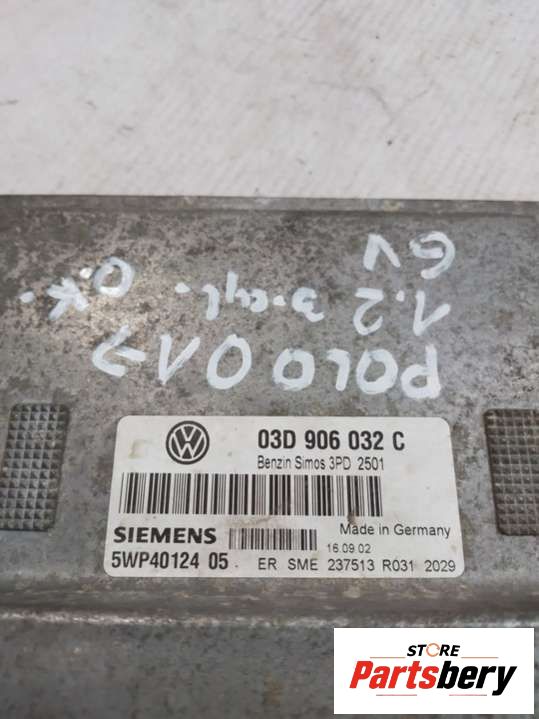 6V
1.2 3-cyl. O.K.
POLO 01>
03D 906 032 C
Benzin Simos 3PD 2501
SIEMENS
Made in Germany
16.09.02
5WP40124 05
ER SME 237513 R031 2029
STORE
Partsbery